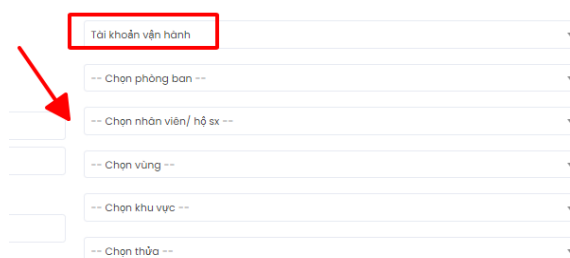 Tài khoản vận hành
-- Chọn phòng ban --
-- Chọn nhân viên/ hộ sx --
-- Chọn vùng --
-- Chọn khu vực --
-- Chọn thửa --